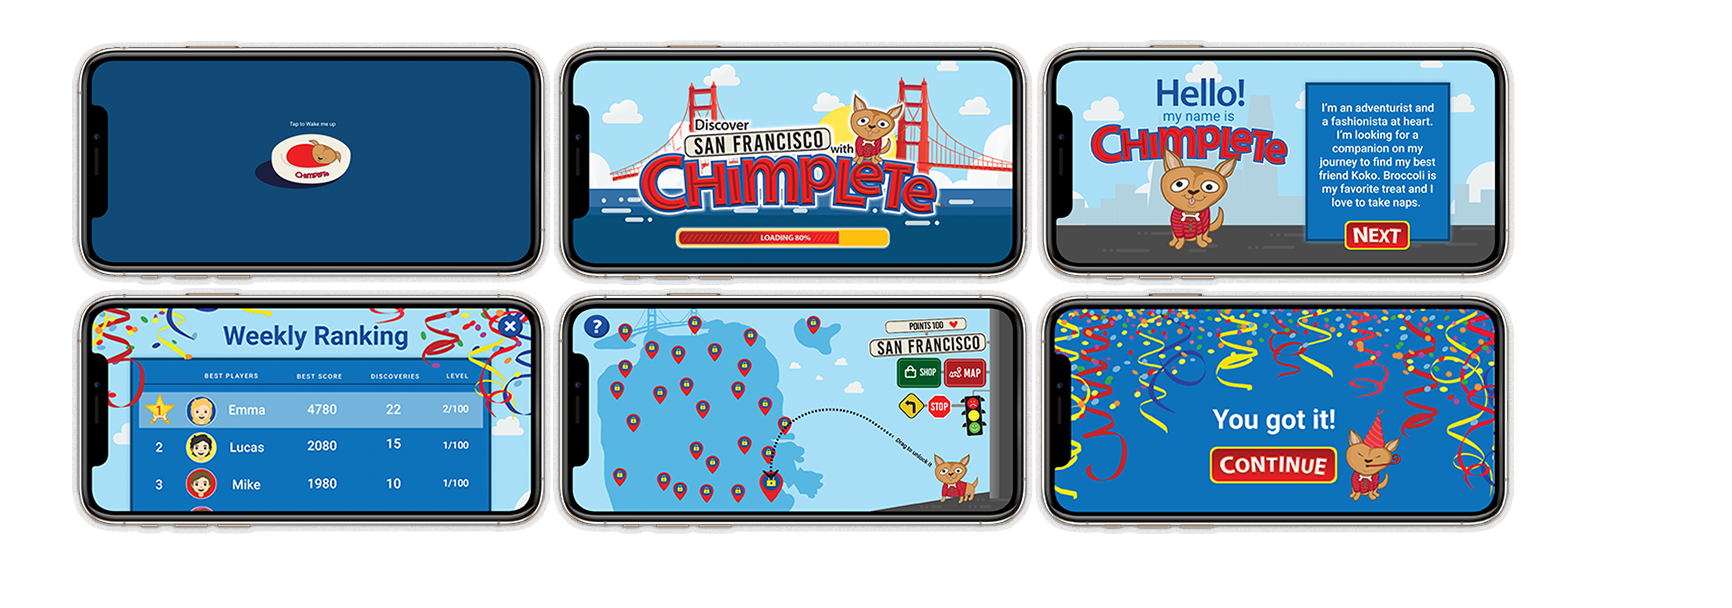 Tap to Wake me up
CHIMPLETE
Discover
SAN FRANCISCO
with
CHIMPLETE
LOADING 80%
Hello!
my name is
CHIMPLETE
I'm an adventurist and
a fashionista at heart.
I'm looking for a
companion on my
journey to find my best
friend Koko. Broccoli is
my favorite treat and I
love to take naps.
NEXT
Weekly Ranking
BEST PLAYERS BEST SCORE DISCOVERIES LEVEL
1 Emma 4780 22 2/100
2 Lucas 2080 15 1/100
3 Mike 1980 10 1/100
?
POINTS 100
SAN FRANCISCO
SHOP MAP
STOP
Drag to unlock it
You got it!
CONTINUE